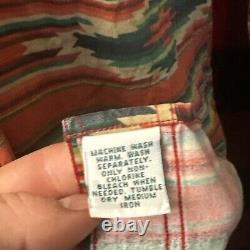 MACHINE WASH
WARM. WASH
SEPARATELY.
ONLY NON-
CHLORINE
BLEACH WHEN
NEEDED. TUMBLE
DRY MEDIUM
IRON